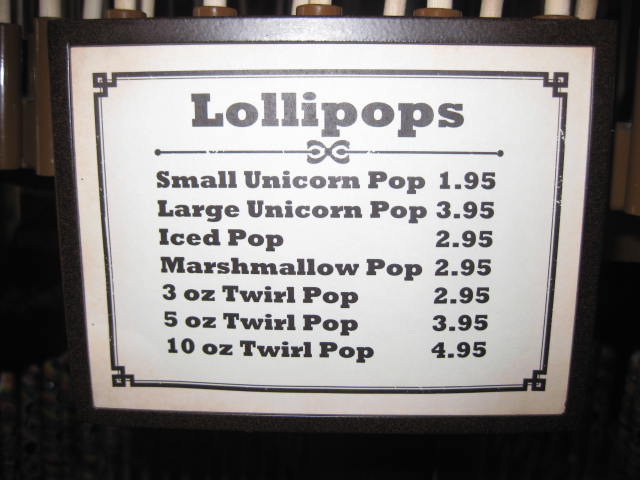 Lollipops
Small Unicorn Pop 1.95
Large Unicorn Pop 3.95
Iced Pop 2.95
Marshmallow Pop 2.95
3 oz Twirl Pop 2.95
5 oz Twirl Pop 3.95
10 oz Twirl Pop 4.95